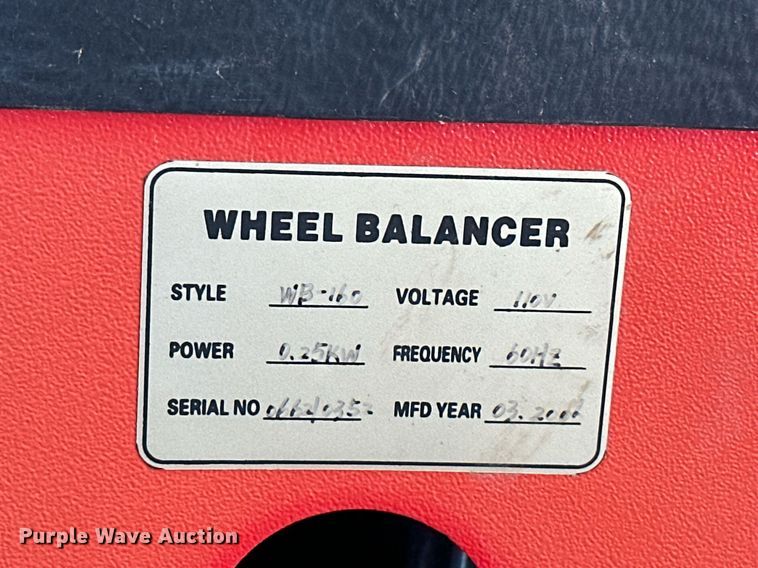 WHEEL BALANCER
STYLE WB-160 VOLTAGE 110V
POWER 0.25KW FREQUENCY 60HZ
SERIAL NO MFD YEAR
Purple Wave Auction